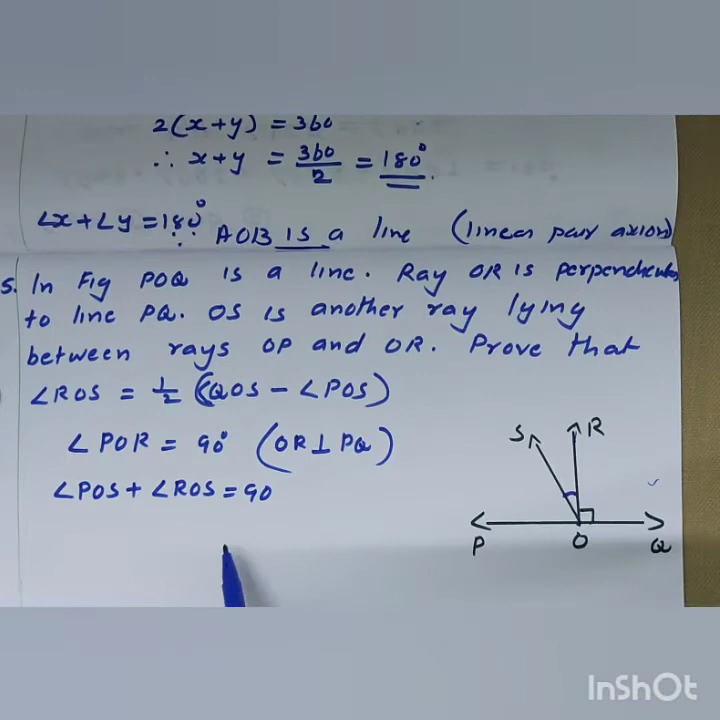 2(x+y) = 360
∴ x+y = 360/2 = 180°.
∠x+∠y = 180°
∴ AOB is a line (linear pair axiom)
5. In Fig POQ is a line. Ray OR is perpendicular
to line PQ. OS is another ray lying
between rays OP and OR. Prove that
∠ROS = 1/2 (QOS − ∠POS)
∠POR = 90° (OR⊥PQ)
∠POS + ∠ROS = 90
S R
P O Q
InShOt